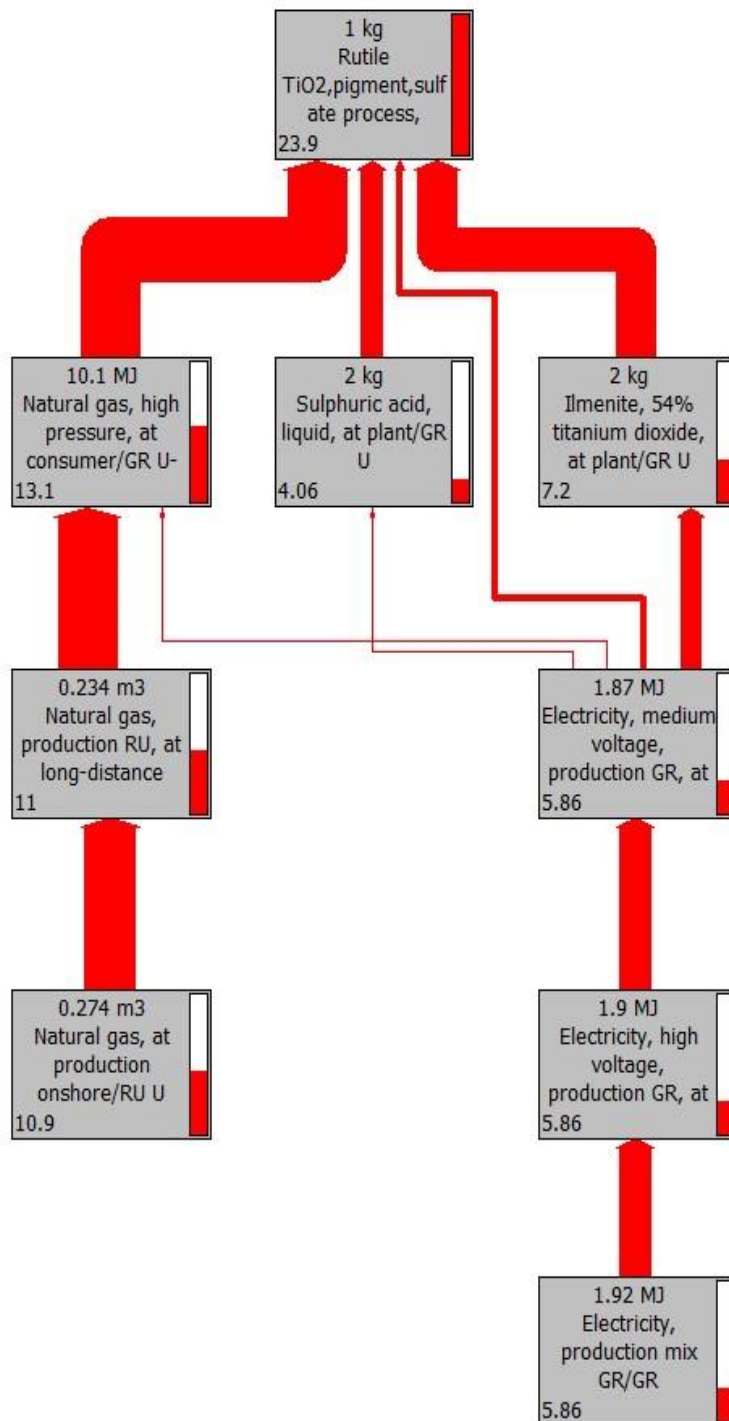 1 kg
Rutile
TiO2,pigment,sulf
ate process,
23.9
10.1 MJ
Natural gas, high
pressure, at
consumer/GR U-
13.1
2 kg
Sulphuric acid,
liquid, at plant/GR
U
4.06
2 kg
Ilmenite, 54%
titanium dioxide,
at plant/GR U
7.2
0.234 m3
Natural gas,
production RU, at
long-distance
11
1.87 MJ
Electricity, medium
voltage,
production GR, at
5.86
0.274 m3
Natural gas, at
production
onshore/RU U
10.9
1.9 MJ
Electricity, high
voltage,
production GR, at
5.86
1.92 MJ
Electricity,
production mix
GR/GR
5.86